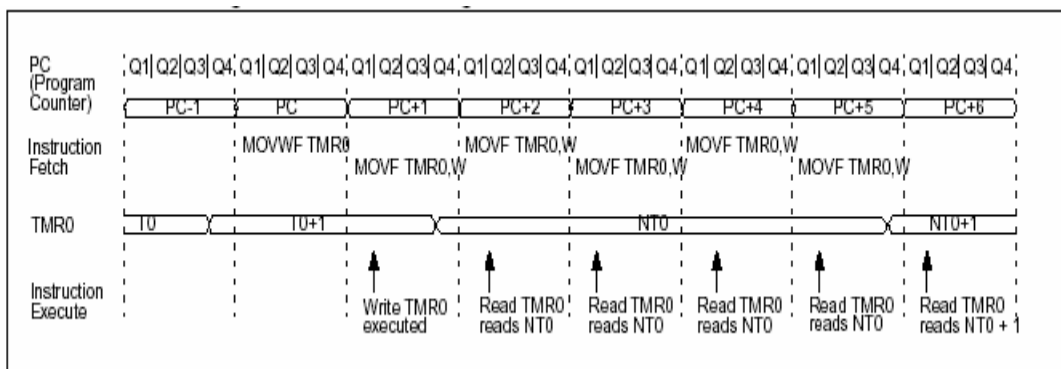 PC
(Program
Counter)
Q1 Q2 Q3 Q4 Q1 Q2 Q3 Q4 Q1 Q2 Q3 Q4 Q1 Q2 Q3 Q4 Q1 Q2 Q3 Q4 Q1 Q2 Q3 Q4 Q1 Q2 Q3 Q4 Q1 Q2 Q3 Q4
PC-1 PC PC+1 PC+2 PC+3 PC+4 PC+5 PC+6
Instruction
Fetch
MOVWF TMR0 MOVF TMR0,W MOVF TMR0,W
MOVF TMR0,W MOVF TMR0,W MOVF TMR0,W
TMR0
T0 T0+1 NT0 NT0+1
Instruction
Execute
Write TMR0
executed
Read TMR0
reads NT0
Read TMR0
reads NT0
Read TMR0
reads NT0
Read TMR0
reads NT0
Read TMR0
reads NT0 + 1